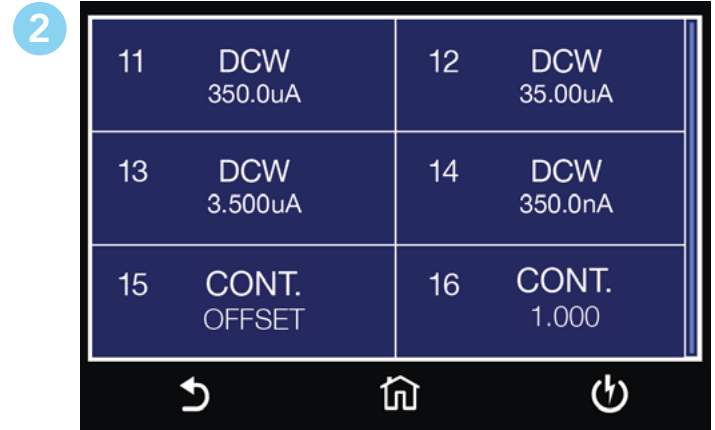 2
11 DCW
350.0uA
12 DCW
35.00uA
13 DCW
3.500uA
14 DCW
350.0nA
15 CONT.
OFFSET
16 CONT.
1.000